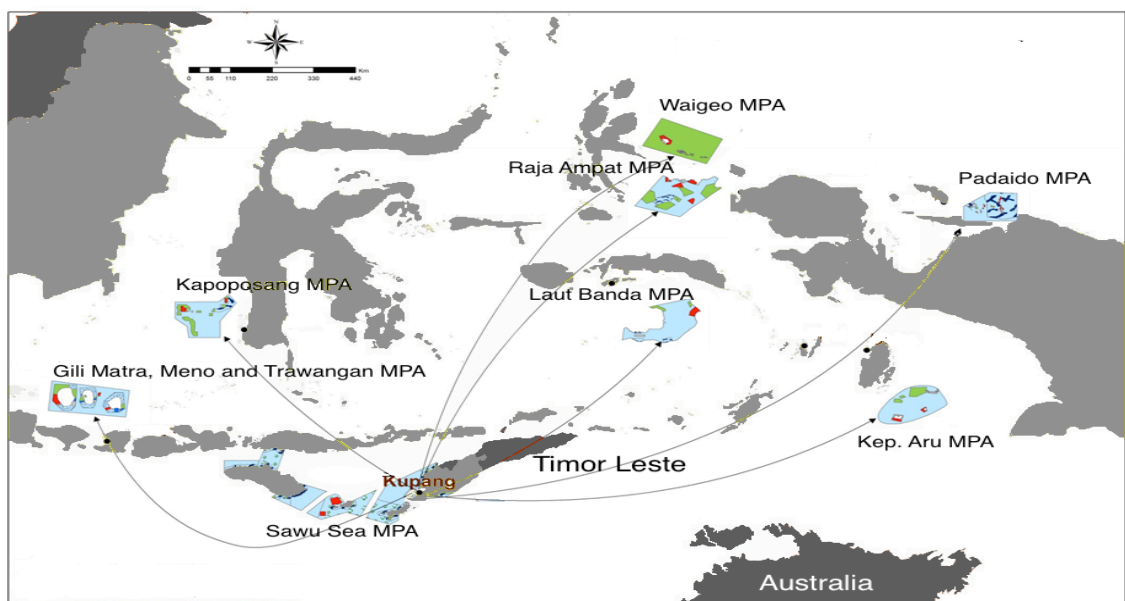 N
W E
S
0 55 110 220 330 440 Km
Waigeo MPA
Raja Ampat MPA
Padaido MPA
Kapoposang MPA
Laut Banda MPA
Gili Matra, Meno and Trawangan MPA
Kep. Aru MPA
Timor Leste
Kupang
Sawu Sea MPA
Australia